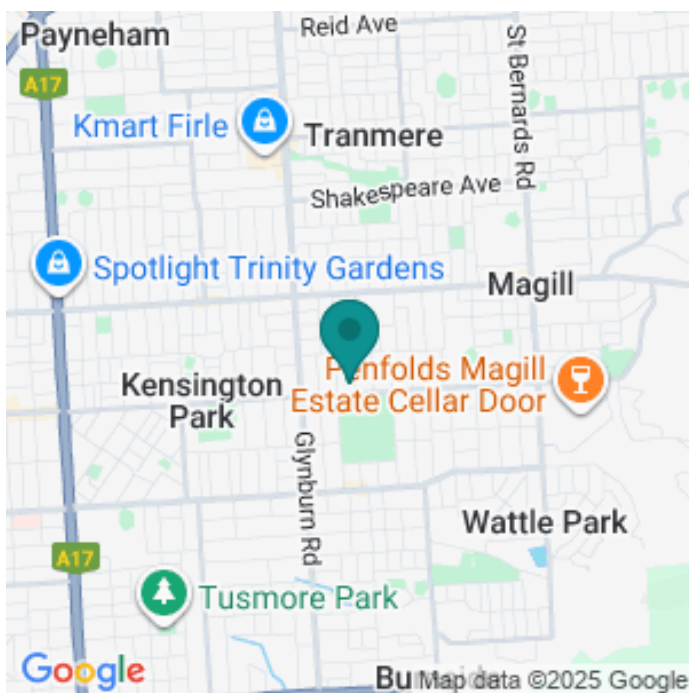 Payneham
Reid Ave
St Bernards Rd
A17
Kmart Firle
Tranmere
Shakespeare Ave
Spotlight Trinity Gardens
Magill
Penfolds Magill
Estate Cellar Door
Kensington
Park
Glynburn Rd
Wattle Park
A17
Tusmore Park
Google
Map data ©2025 Google